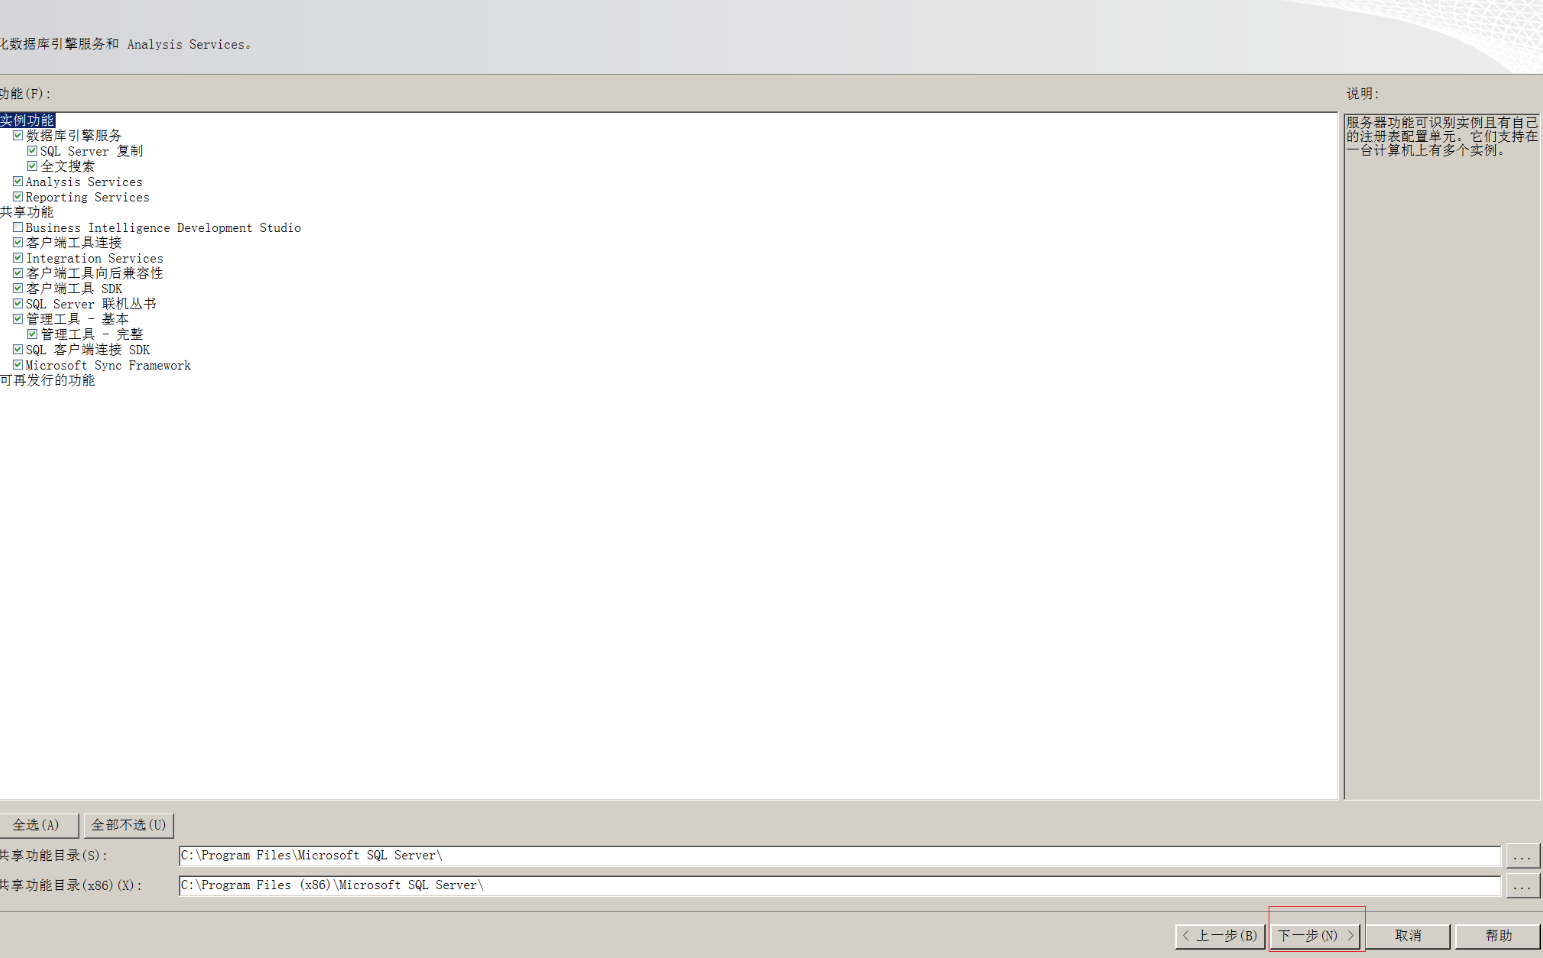 化数据库引擎服务和 Analysis Services。
功能(F):
说明:
实例功能
数据库引擎服务
SQL Server 复制
全文搜索
Analysis Services
Reporting Services
共享功能
Business Intelligence Development Studio
客户端工具连接
Integration Services
客户端工具向后兼容性
客户端工具 SDK
SQL Server 联机丛书
管理工具 - 基本
管理工具 - 完整
SQL 客户端连接 SDK
Microsoft Sync Framework
可再发行的功能
服务器功能可识别实例且有自己
的注册表配置单元。它们支持在
一台计算机上有多个实例。
全选(A)
全部不选(U)
共享功能目录(S):
C:\Program Files\Microsoft SQL Server\
...
共享功能目录(x86)(X):
C:\Program Files (x86)\Microsoft SQL Server\
...
< 上一步(B)
下一步(N) >
取消
帮助